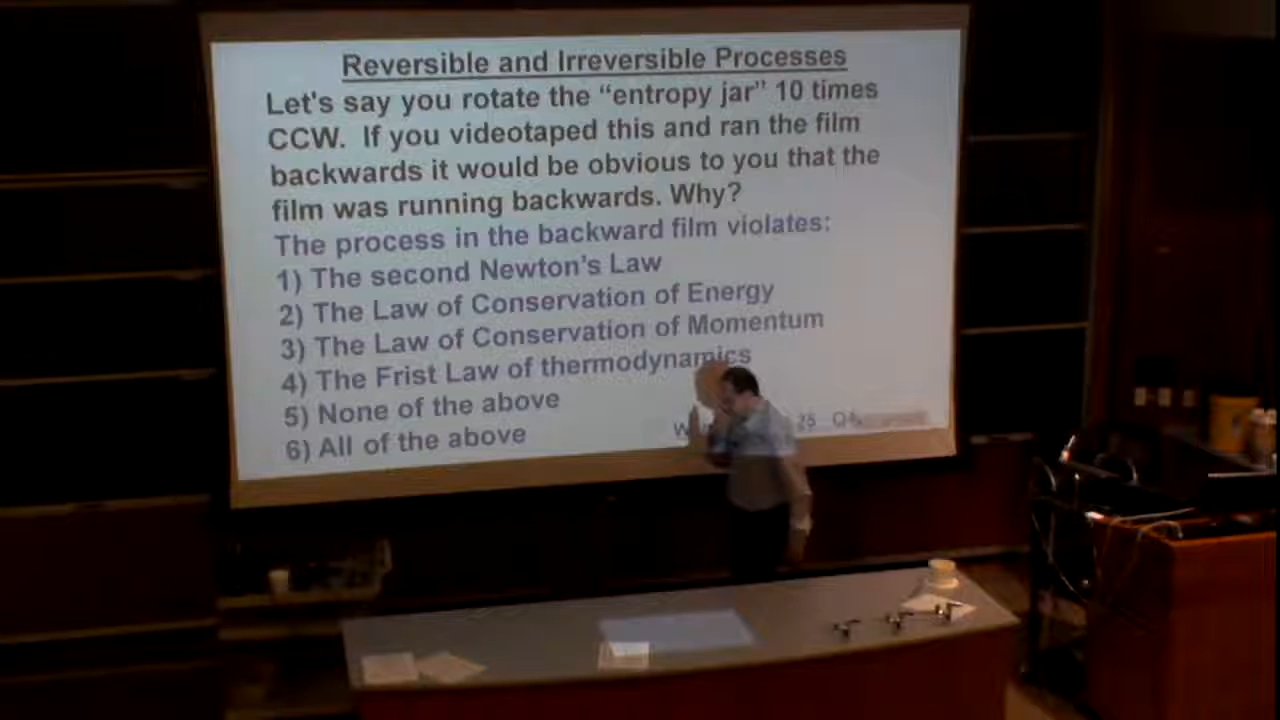 Reversible and Irreversible Processes
Let's say you rotate the “entropy jar” 10 times
CCW. If you videotaped this and ran the film
backwards it would be obvious to you that the
film was running backwards. Why?
The process in the backward film violates:
1) The second Newton’s Law
2) The Law of Conservation of Energy
3) The Law of Conservation of Momentum
4) The Frist Law of thermodynamics
5) None of the above
6) All of the above
25